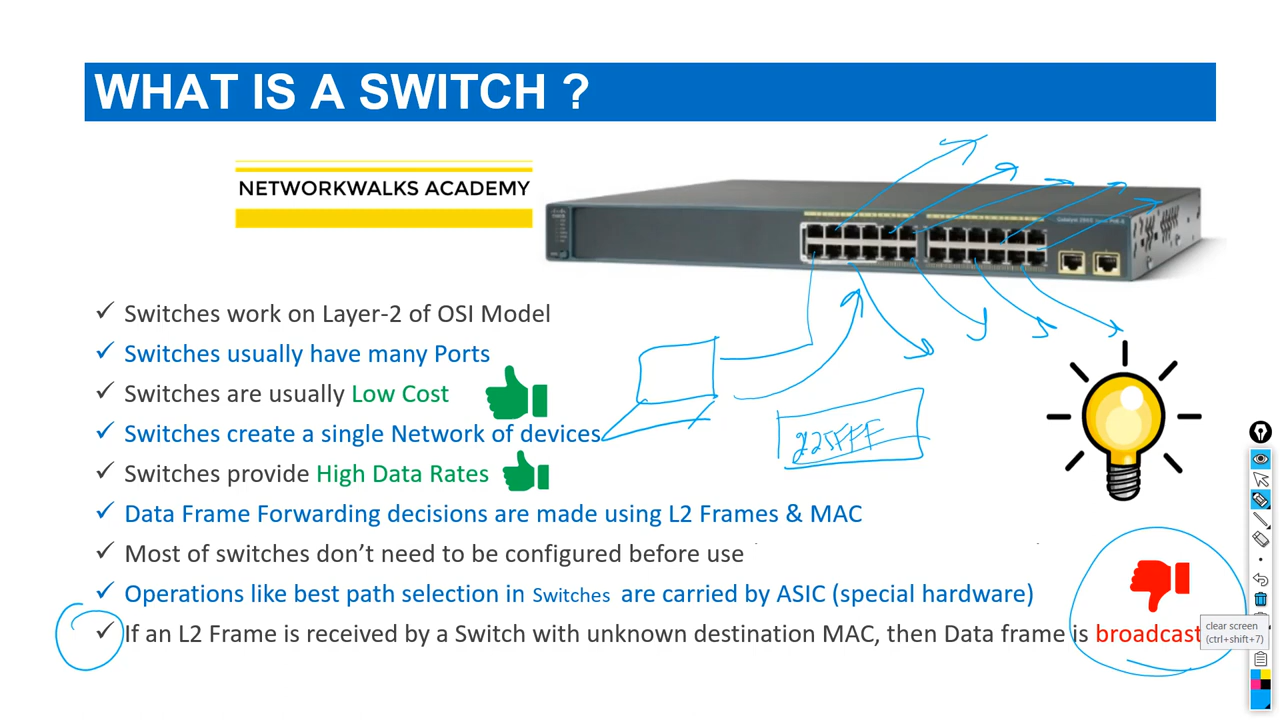 WHAT IS A SWITCH ?
NETWORKWALKS ACADEMY
Switches work on Layer-2 of OSI Model
Switches usually have many Ports
Switches are usually Low Cost
Switches create a single Network of devices
225FFF
Switches provide High Data Rates
Data Frame Forwarding decisions are made using L2 Frames & MAC
Most of switches don’t need to be configured before use
Operations like best path selection in Switches are carried by ASIC (special hardware)
If an L2 Frame is received by a Switch with unknown destination MAC, then Data frame is broadcast
clear screen
(ctrl+shift+7)